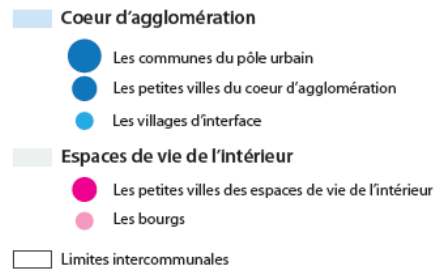 Coeur d'agglomération
Les communes du pôle urbain
Les petites villes du coeur d'agglomération
Les villages d'interface
Espaces de vie de l'intérieur
Les petites villes des espaces de vie de l'intérieur
Les bourgs
Limites intercommunales